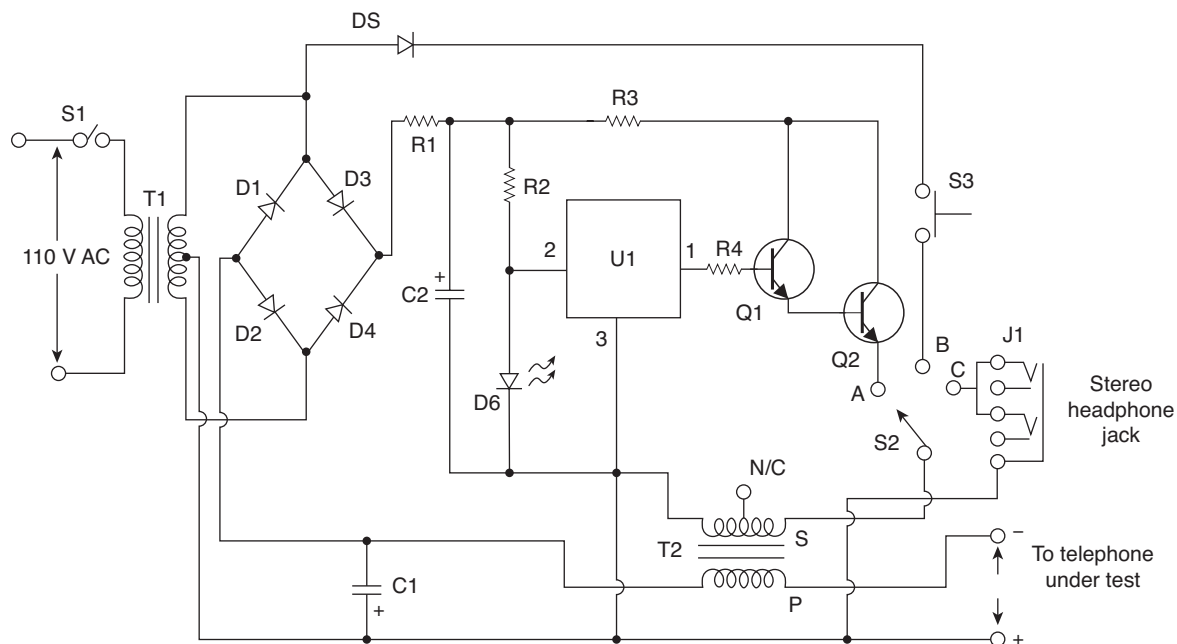 DS
S1
R3
R1
D1
D3
T1
R2
S3
110 V AC
2
U1
1
R4
+
C2
D2
D4
3
Q1
Q2
B
J1
D6
A
C
Stereo
headphone
jack
S2
N/C
S
T2
−
To telephone
under test
C1
P
+
+